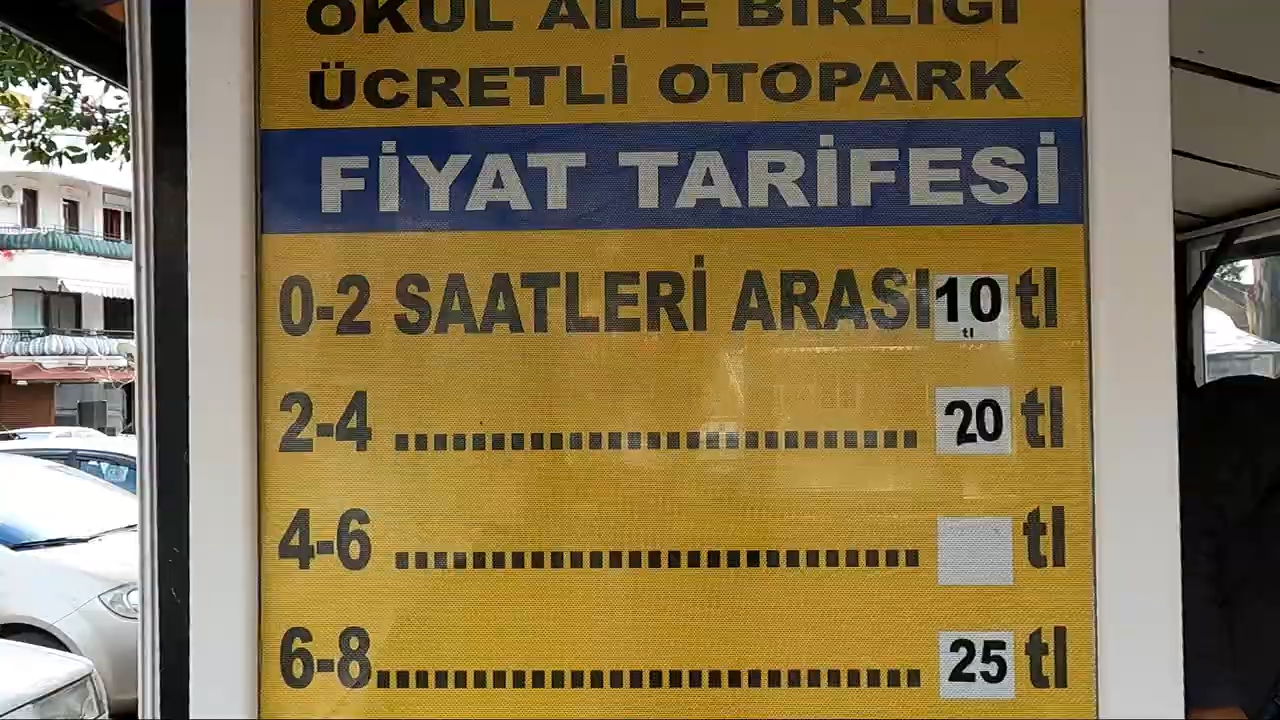 OKUL AİLE BİRLİĞİ
ÜCRETLİ OTOPARK
FİYAT TARİFESİ
0-2 SAATLERİ ARASI 10 tl tl
2-4 ........................... 20 tl
4-6 ........................... tl
6-8 ........................... 25 tl